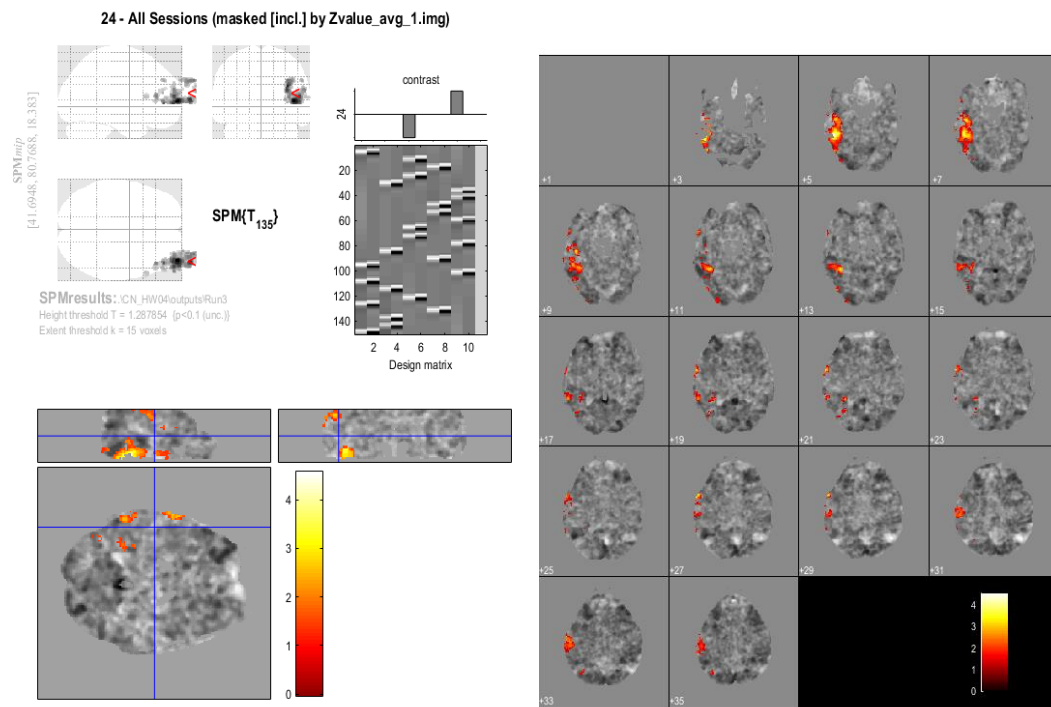 24 - All Sessions (masked [incl.] by Zvalue_avg_1.img)
SPMmip
[41.6948, 80.7688, 18.383]
<
<
<
SPM{T135}
contrast
24
20
40
60
80
100
120
140
2 4 6 8 10
Design matrix
SPMresults: .\CN_HW04\outputs\Run3
Height threshold T = 1.287854 {p<0.1 (unc.)}
Extent threshold k = 15 voxels
4
3
2
1
0
+1 +3 +5 +7
+9 +11 +13 +15
+17 +19 +21 +23
+25 +27 +29 +31
+33 +35
4
3
2
1
0